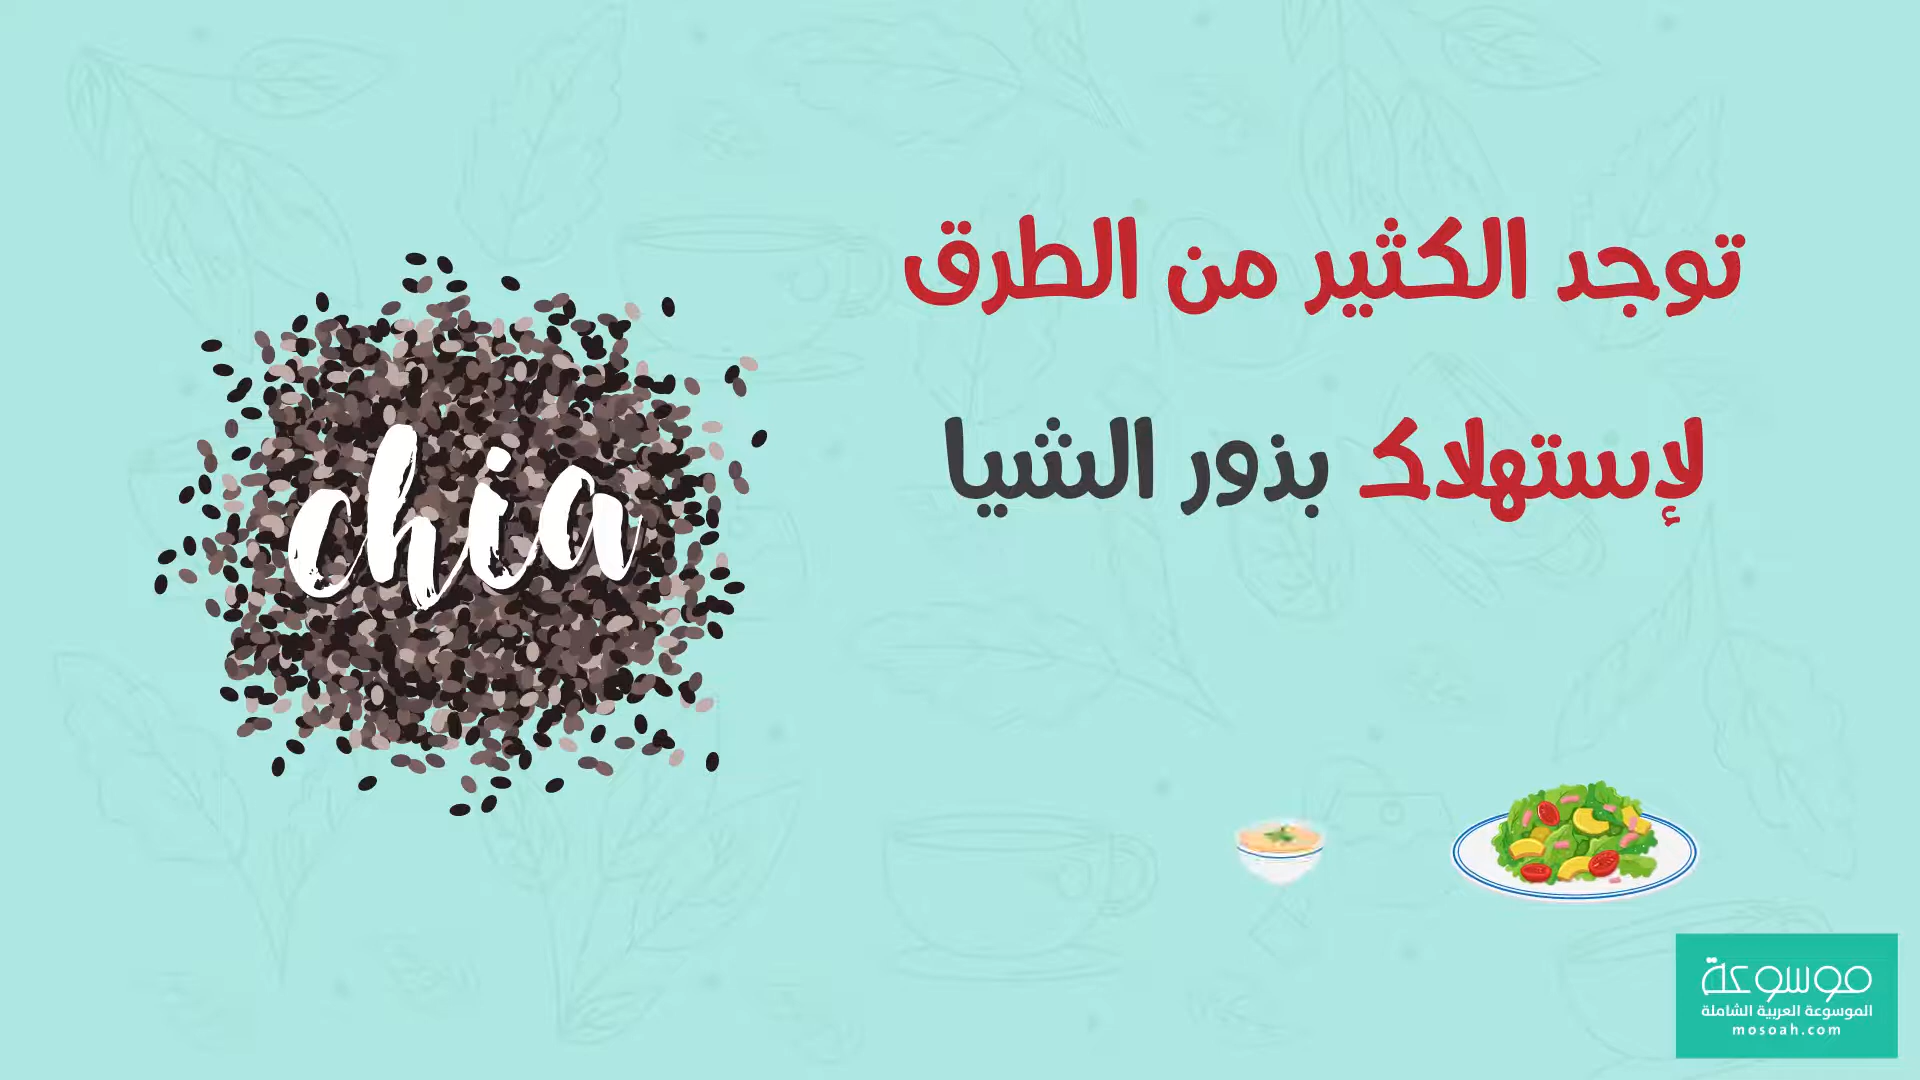 توجد الكثير من الطرق
لإستهلاك بذور الشيا
chia
موسوعة
الموسوعة العربية الشاملة
mosoah.com